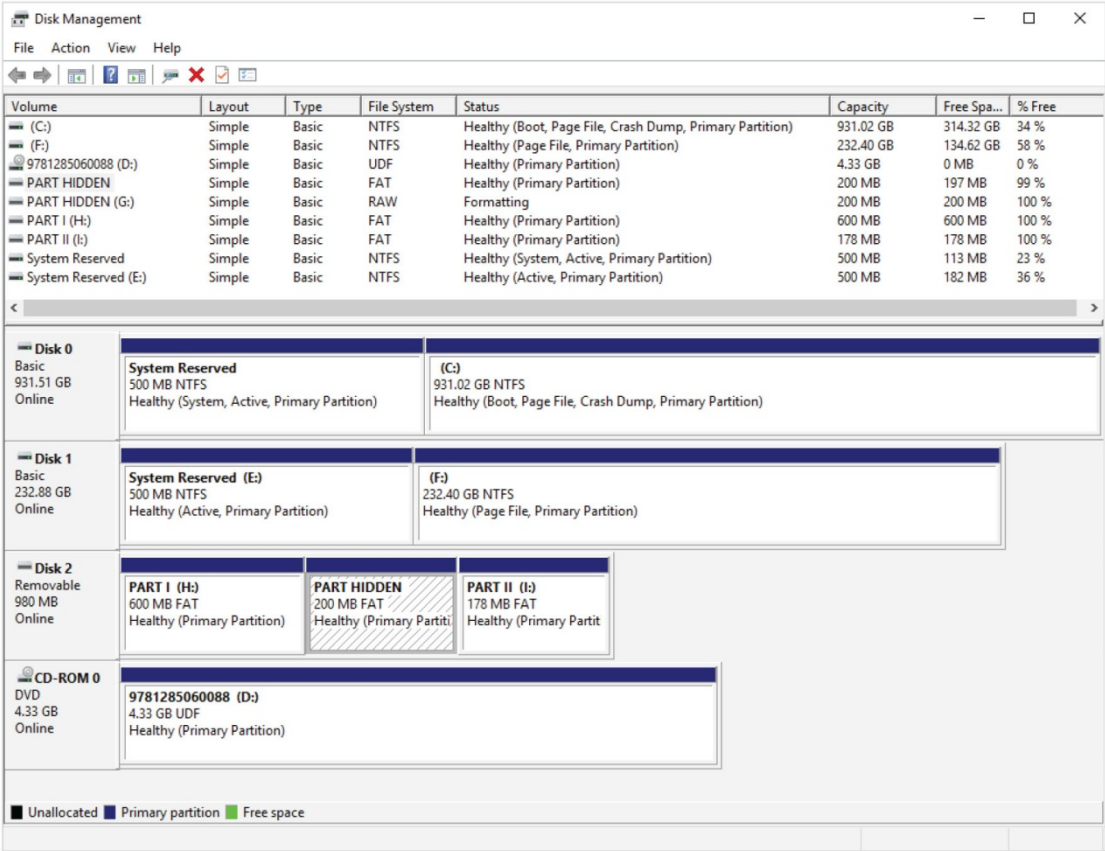 Disk Management
File Action View Help
Volume Layout Type File System Status Capacity Free Spa... % Free
(C:) Simple Basic NTFS Healthy (Boot, Page File, Crash Dump, Primary Partition) 931.02 GB 314.32 GB 34 %
(F:) Simple Basic NTFS Healthy (Page File, Primary Partition) 232.40 GB 134.62 GB 58 %
9781285060088 (D:) Simple Basic UDF Healthy (Primary Partition) 4.33 GB 0 MB 0 %
PART HIDDEN Simple Basic FAT Healthy (Primary Partition) 200 MB 197 MB 99 %
PART HIDDEN (G:) Simple Basic RAW Formatting 200 MB 200 MB 100 %
PART I (H:) Simple Basic FAT Healthy (Primary Partition) 600 MB 600 MB 100 %
PART II (I:) Simple Basic FAT Healthy (Primary Partition) 178 MB 178 MB 100 %
System Reserved Simple Basic NTFS Healthy (System, Active, Primary Partition) 500 MB 113 MB 23 %
System Reserved (E:) Simple Basic NTFS Healthy (Active, Primary Partition) 500 MB 182 MB 36 %
Disk 0
Basic
931.51 GB
Online
System Reserved
500 MB NTFS
Healthy (System, Active, Primary Partition)
(C:)
931.02 GB NTFS
Healthy (Boot, Page File, Crash Dump, Primary Partition)
Disk 1
Basic
232.88 GB
Online
System Reserved (E:)
500 MB NTFS
Healthy (Active, Primary Partition)
(F:)
232.40 GB NTFS
Healthy (Page File, Primary Partition)
Disk 2
Removable
980 MB
Online
PART I (H:)
600 MB FAT
Healthy (Primary Partition)
PART HIDDEN
200 MB FAT
Healthy (Primary Partiti
PART II (I:)
178 MB FAT
Healthy (Primary Partit
CD-ROM 0
DVD
4.33 GB
Online
9781285060088 (D:)
4.33 GB UDF
Healthy (Primary Partition)
Unallocated Primary partition Free space